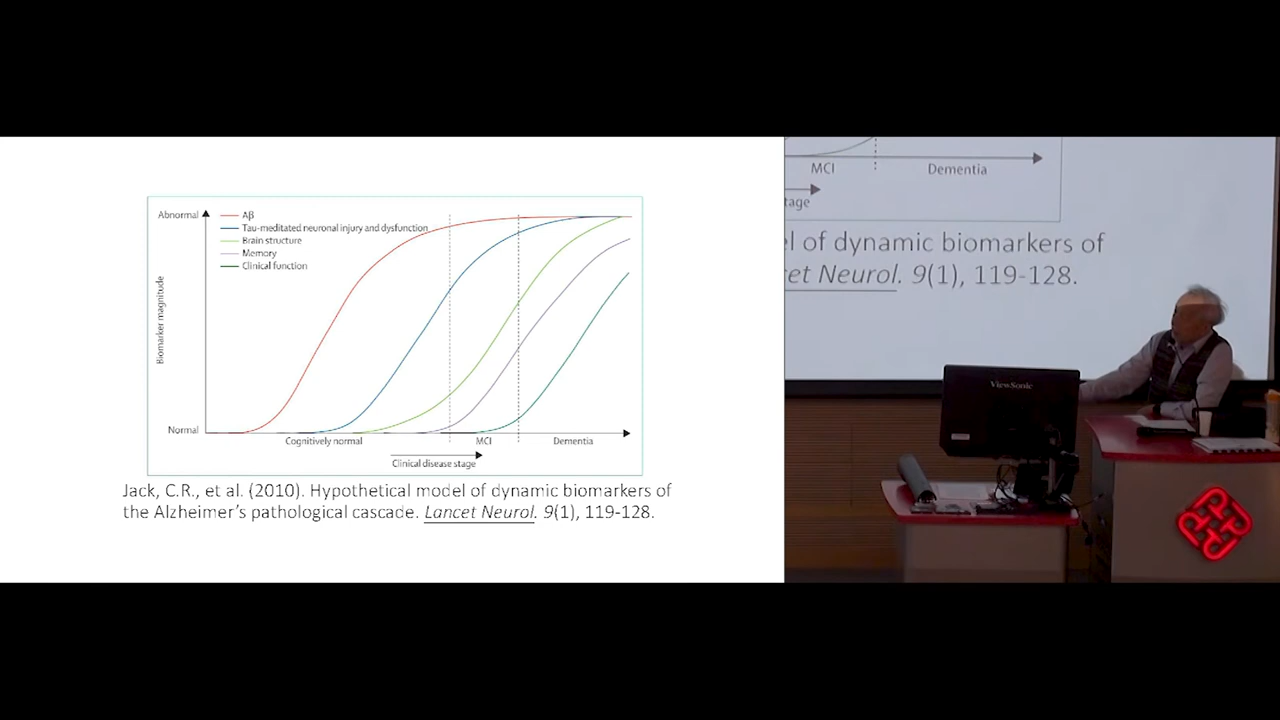 Abnormal
Aβ
Tau-meditated neuronal injury and dysfunction
Brain structure
Memory
Clinical function
Biomarker magnitude
Normal
Cognitively normal
MCI
Dementia
Clinical disease stage
Jack, C.R., et al. (2010). Hypothetical model of dynamic biomarkers of
the Alzheimer's pathological cascade. Lancet Neurol. 9(1), 119-128.
MCI
Dementia
tage
el of dynamic biomarkers of
cet Neurol. 9(1), 119-128.
ViewSonic